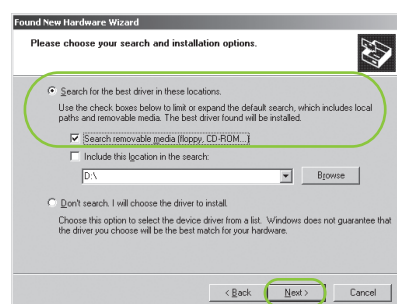 Found New Hardware Wizard
Please choose your search and installation options.
Search for the best driver in these locations.
Use the check boxes below to limit or expand the default search, which includes local
paths and removable media. The best driver found will be installed.
Search removable media (floppy, CD-ROM...)
Include this location in the search:
D:\
Browse
Don't search. I will choose the driver to install.
Choose this option to select the device driver from a list. Windows does not guarantee that
the driver you choose will be the best match for your hardware.
< Back Next > Cancel